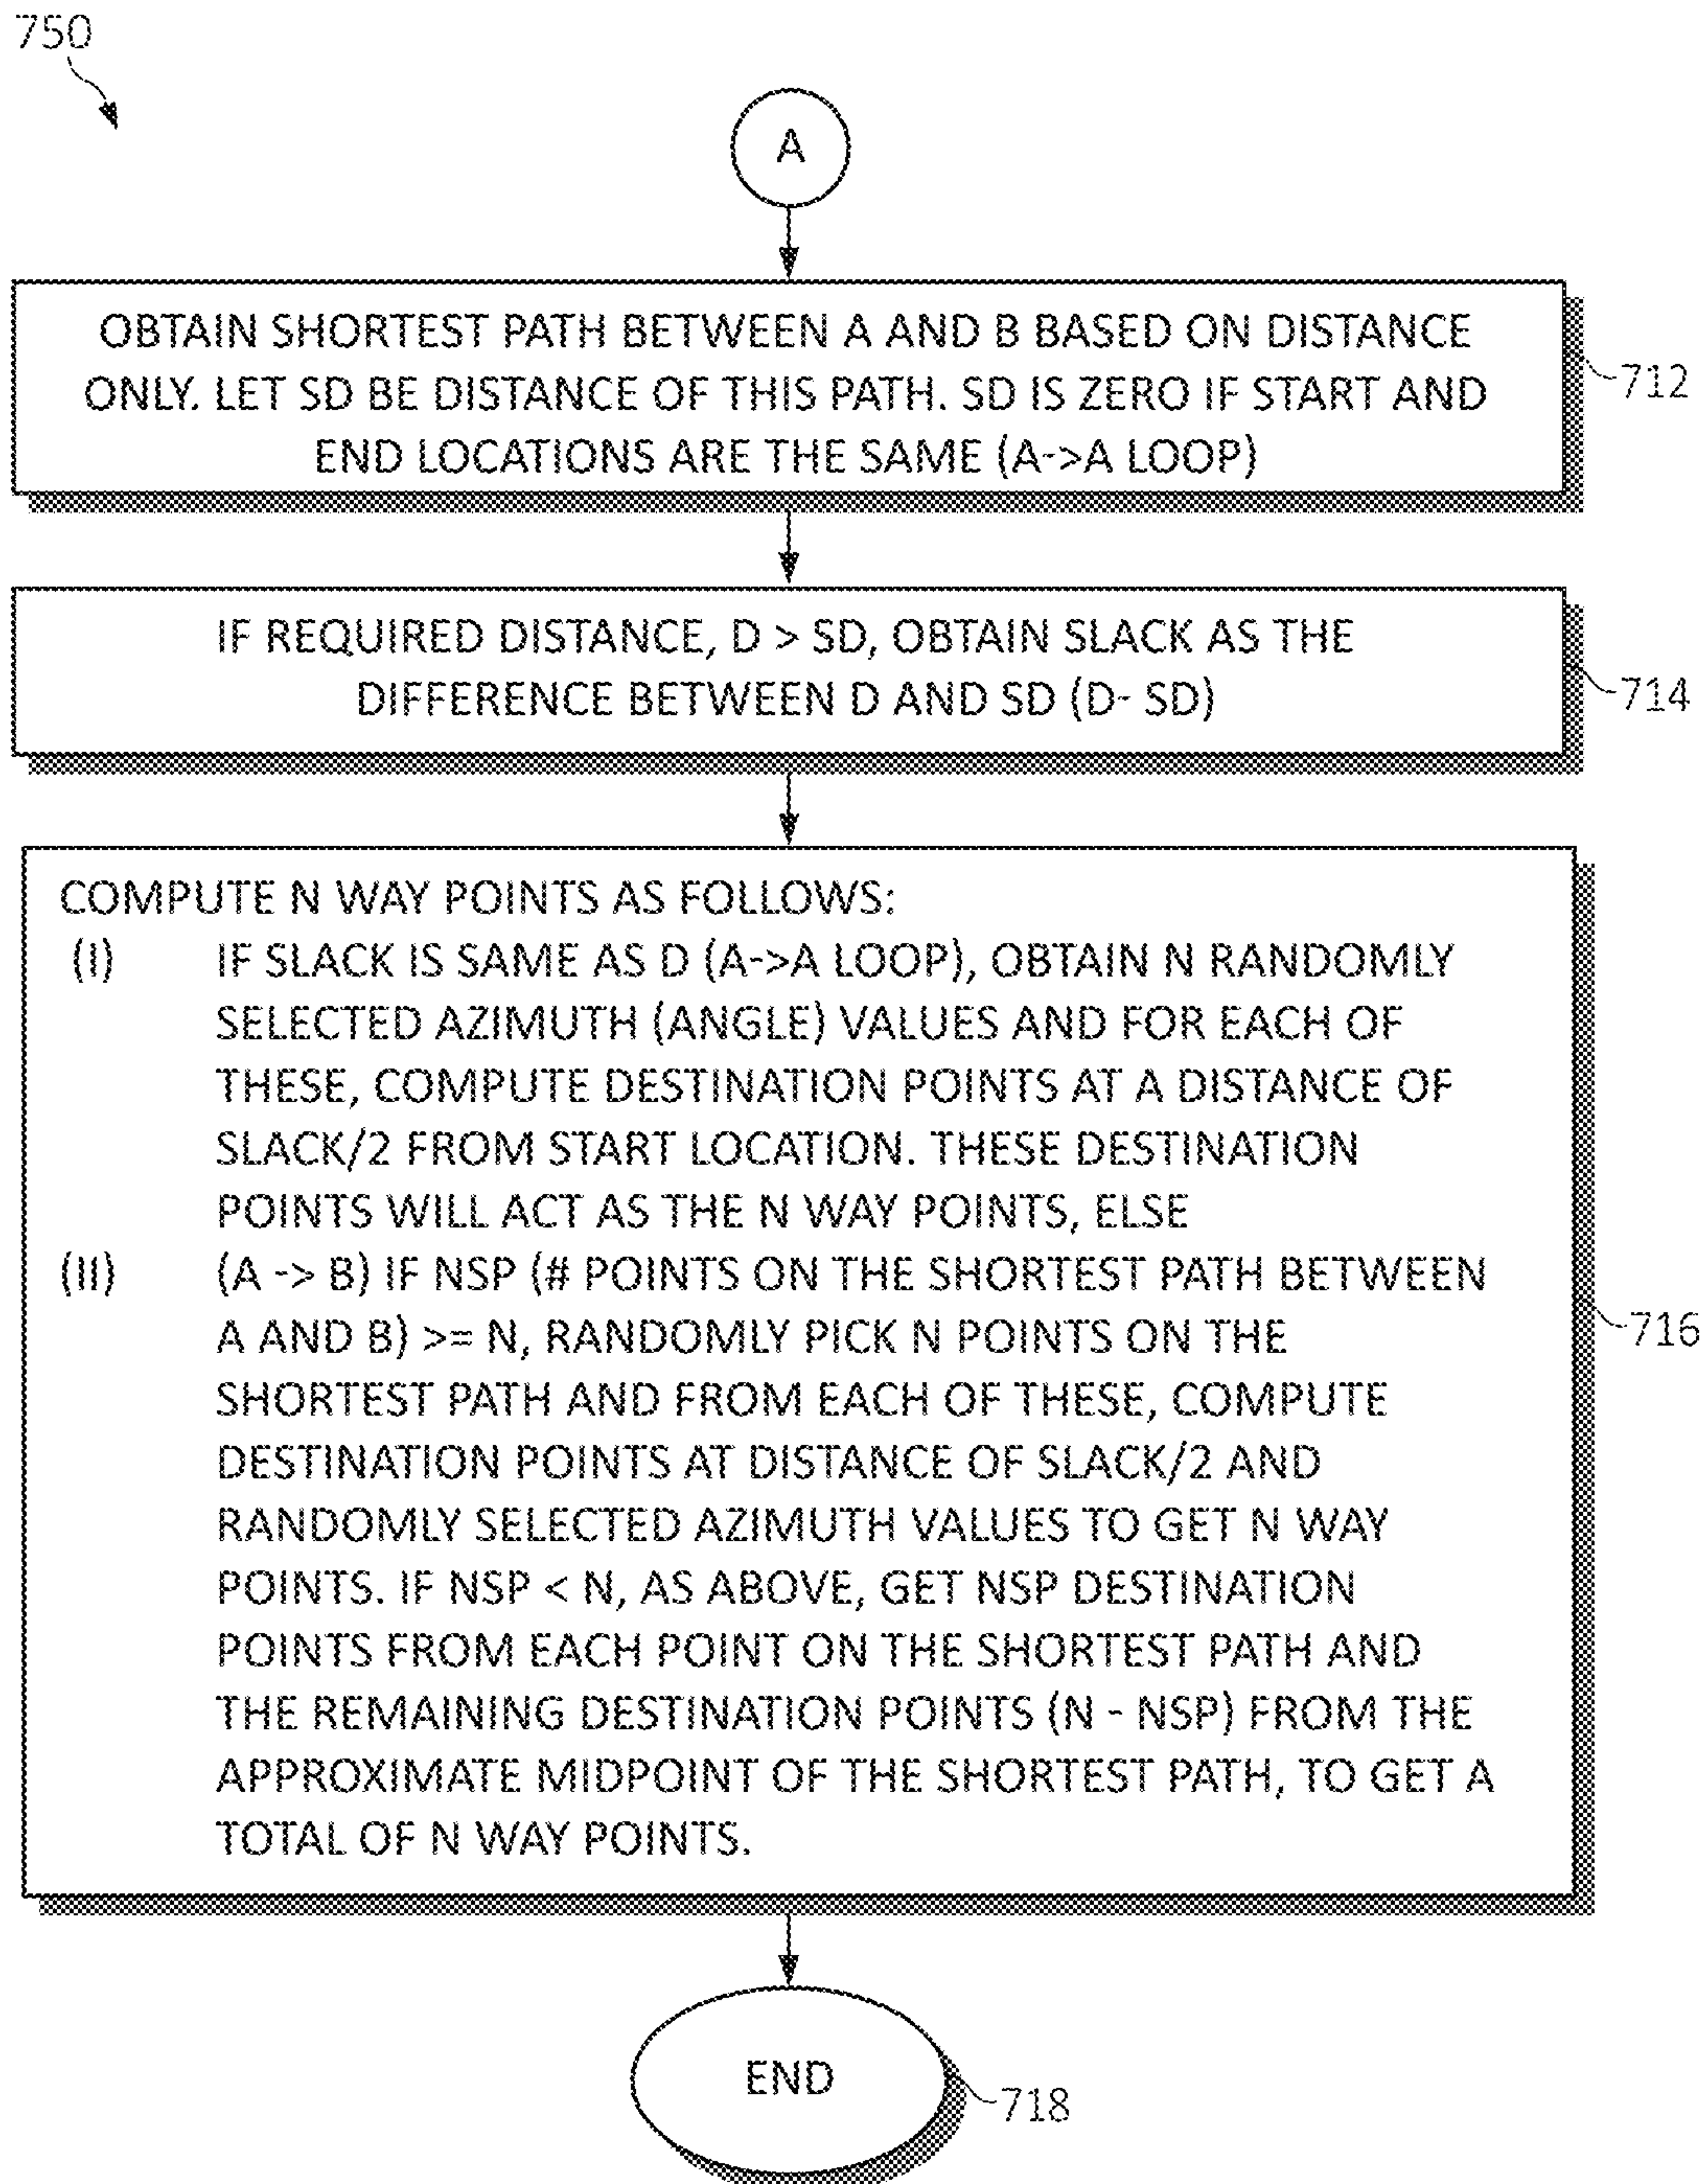 750
A
OBTAIN SHORTEST PATH BETWEEN A AND B BASED ON DISTANCE
ONLY. LET SD BE DISTANCE OF THIS PATH. SD IS ZERO IF START AND
END LOCATIONS ARE THE SAME (A->A LOOP)
712
IF REQUIRED DISTANCE, D > SD, OBTAIN SLACK AS THE
DIFFERENCE BETWEEN D AND SD (D- SD)
714
COMPUTE N WAY POINTS AS FOLLOWS:
(I) IF SLACK IS SAME AS D (A->A LOOP), OBTAIN N RANDOMLY
SELECTED AZIMUTH (ANGLE) VALUES AND FOR EACH OF
THESE, COMPUTE DESTINATION POINTS AT A DISTANCE OF
SLACK/2 FROM START LOCATION. THESE DESTINATION
POINTS WILL ACT AS THE N WAY POINTS, ELSE
(II) (A -> B) IF NSP (# POINTS ON THE SHORTEST PATH BETWEEN
A AND B) >= N, RANDOMLY PICK N POINTS ON THE
SHORTEST PATH AND FROM EACH OF THESE, COMPUTE
DESTINATION POINTS AT DISTANCE OF SLACK/2 AND
RANDOMLY SELECTED AZIMUTH VALUES TO GET N WAY
POINTS. IF NSP < N, AS ABOVE, GET NSP DESTINATION
POINTS FROM EACH POINT ON THE SHORTEST PATH AND
THE REMAINING DESTINATION POINTS (N - NSP) FROM THE
APPROXIMATE MIDPOINT OF THE SHORTEST PATH, TO GET A
TOTAL OF N WAY POINTS.
716
END
718